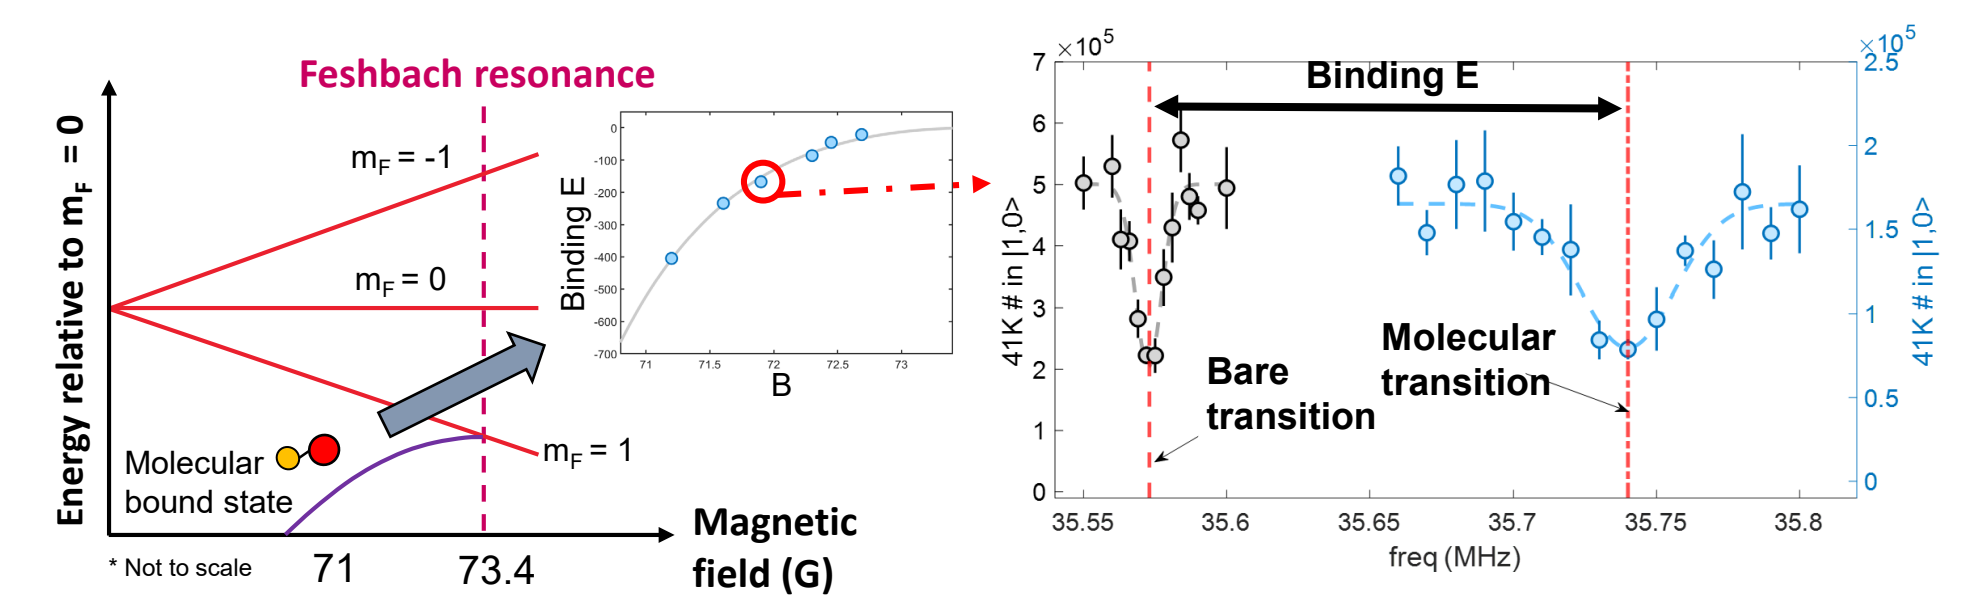 Feshbach resonance
Energy relative to mF = 0
mF = -1
mF = 0
mF = 1
Molecular
bound state
* Not to scale
71
73.4
Magnetic
field (G)
Binding E
0
-100
-200
-300
-400
-500
-600
-700
71
71.5
72
72.5
73
B
×10^5
7
6
5
4
3
2
1
0
41K # in |1,0>
Binding E
Bare
transition
Molecular
transition
35.55
35.6
35.65
35.7
35.75
35.8
freq (MHz)
×10^5
2.5
2
1.5
1
0.5
0
41K # in |1,0>